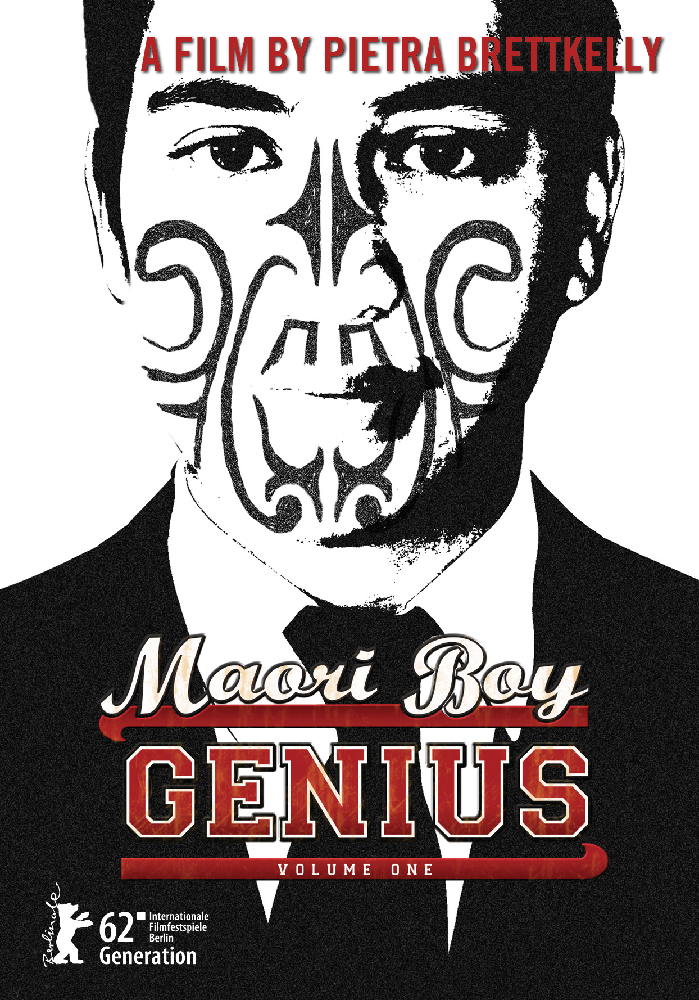 A FILM BY PIETRA BRETTKELLY
Maori Boy
GENIUS
VOLUME ONE
Berlinale
62 Internationale
Filmfestspiele
Berlin
Generation